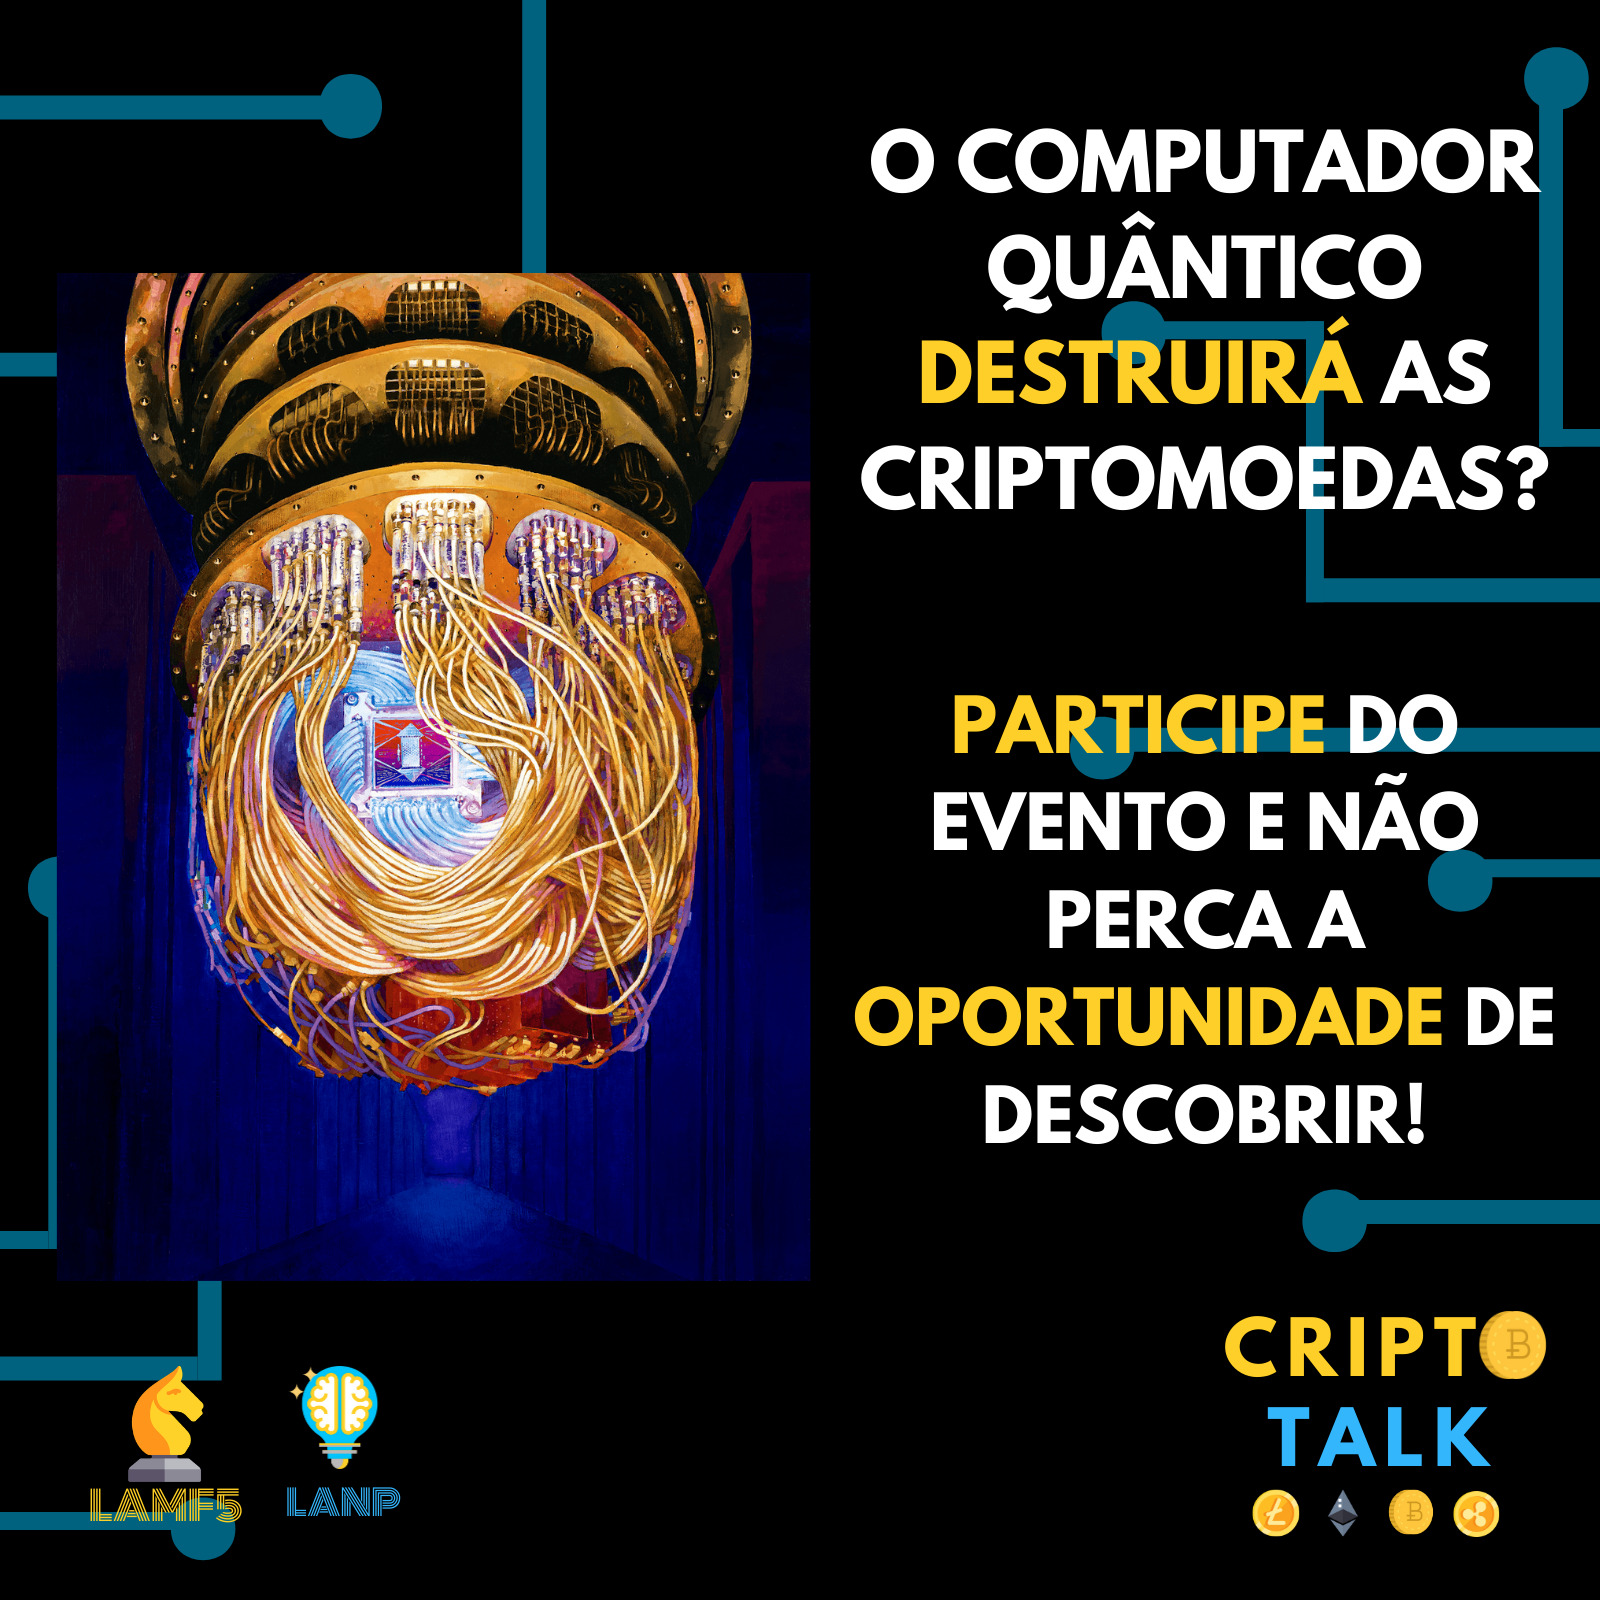 O COMPUTADOR
QUÂNTICO
DESTRUIRÁ AS
CRIPTOMOEDAS?
PARTICIPE DO
EVENTO E NÃO
PERCA A
OPORTUNIDADE DE
DESCOBRIR!
CRIPTO
TALK
LAMF5
LANP